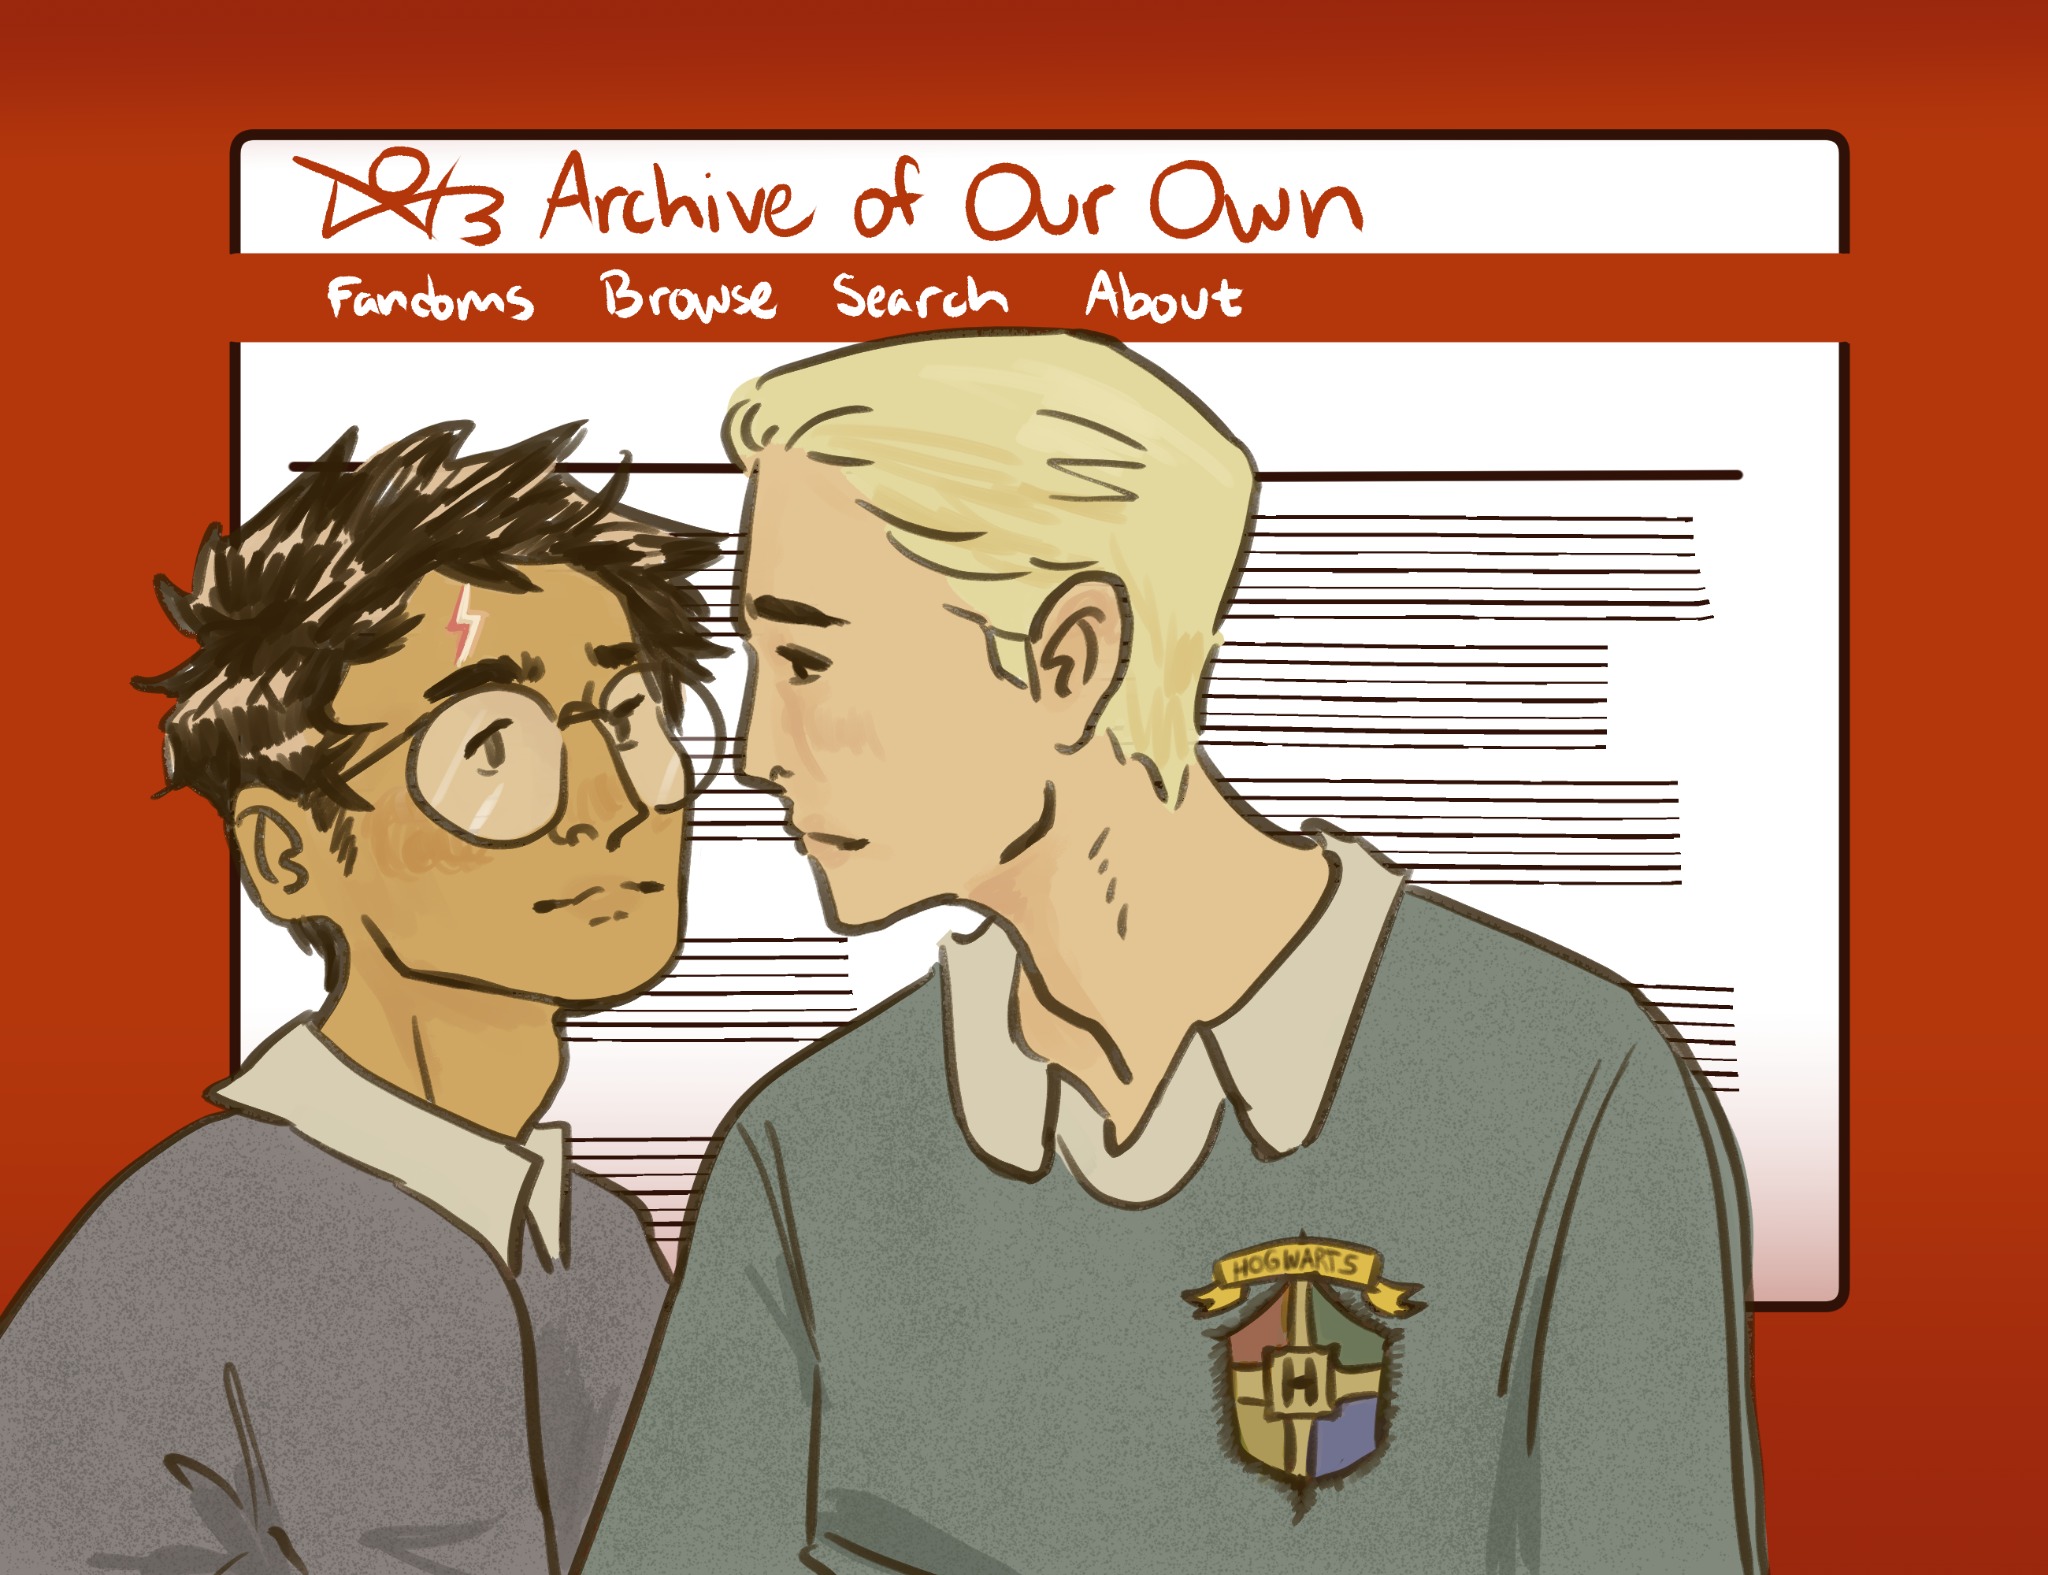 Archive of Our Own
Fandoms Browse Search About
HOGWARTS
H